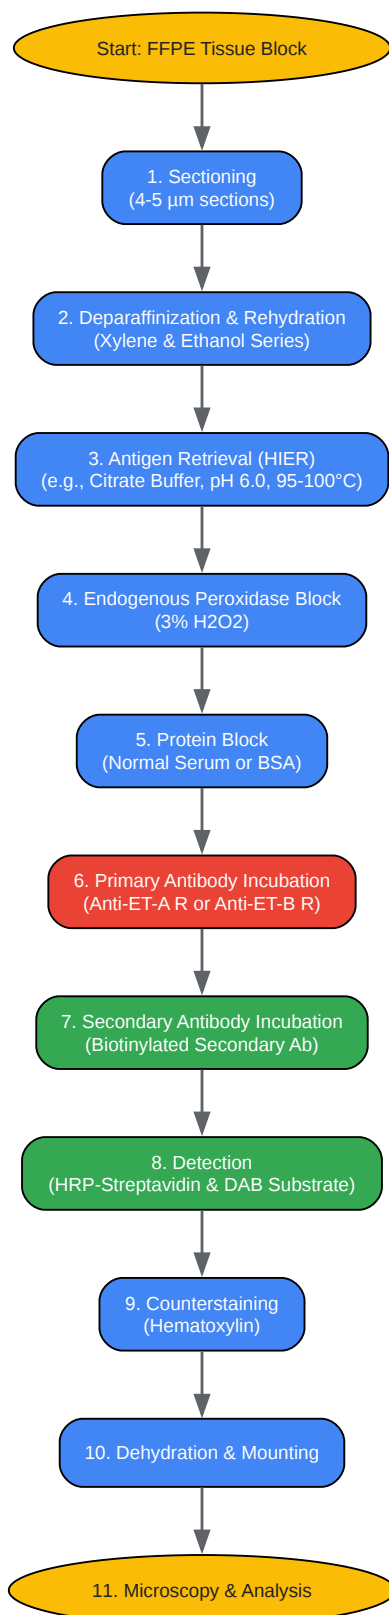 Start: FFPE Tissue Block
1. Sectioning
(4-5 µm sections)
2. Deparaffinization & Rehydration
(Xylene & Ethanol Series)
3. Antigen Retrieval (HIER)
(e.g., Citrate Buffer, pH 6.0, 95-100°C)
4. Endogenous Peroxidase Block
(3% H2O2)
5. Protein Block
(Normal Serum or BSA)
6. Primary Antibody Incubation
(Anti-ET-A R or Anti-ET-B R)
7. Secondary Antibody Incubation
(Biotinylated Secondary Ab)
8. Detection
(HRP-Streptavidin & DAB Substrate)
9. Counterstaining
(Hematoxylin)
10. Dehydration & Mounting
11. Microscopy & Analysis